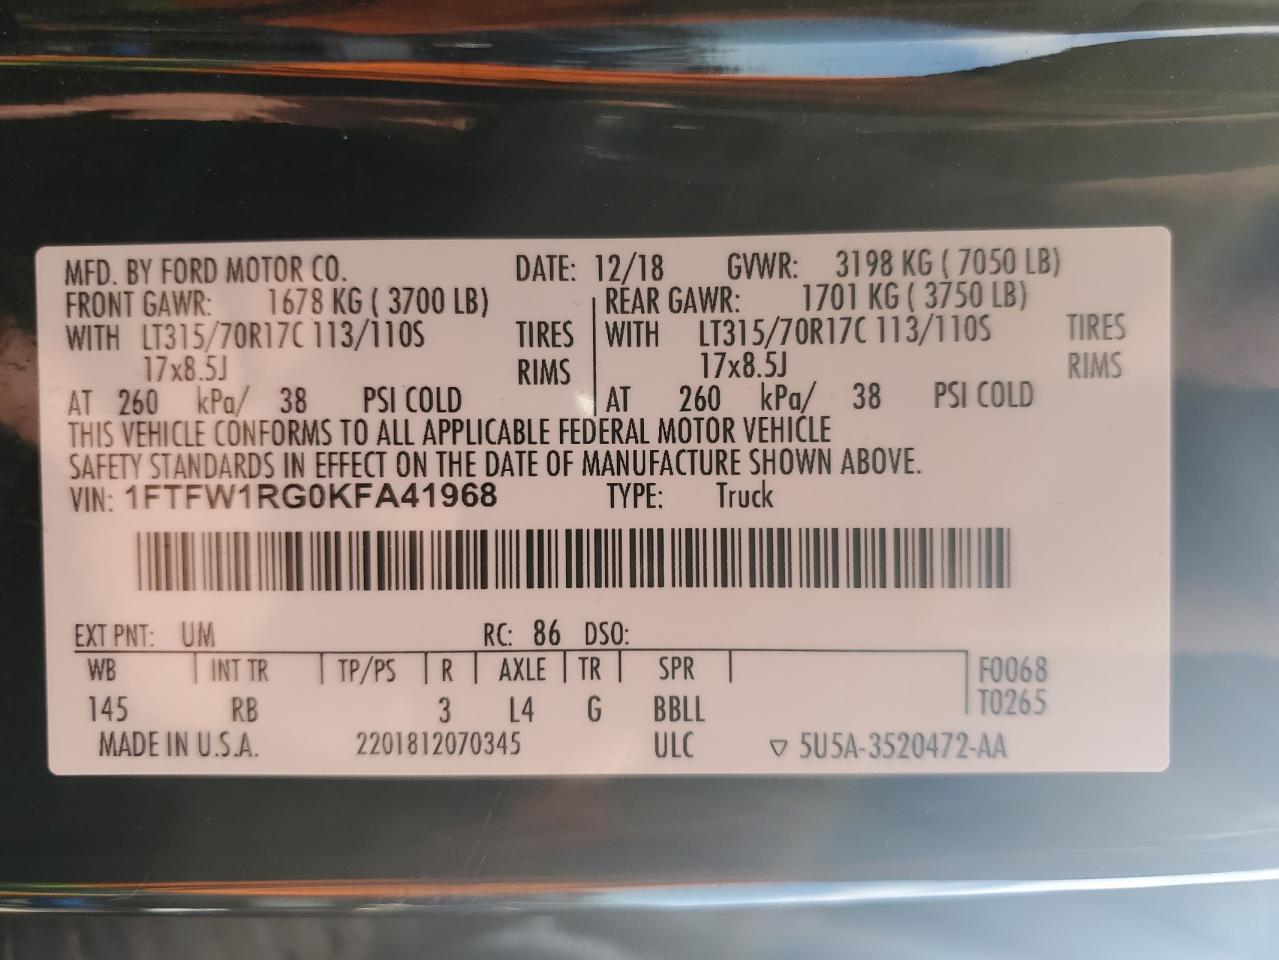 MFD. BY FORD MOTOR CO. DATE: 12/18 GVWR: 3198 KG ( 7050 LB)
FRONT GAWR: 1678 KG ( 3700 LB) REAR GAWR: 1701 KG ( 3750 LB)
WITH LT315/70R17C 113/110S TIRES WITH LT315/70R17C 113/110S TIRES
17x8.5J RIMS 17x8.5J RIMS
AT 260 kPa/ 38 PSI COLD AT 260 kPa/ 38 PSI COLD
THIS VEHICLE CONFORMS TO ALL APPLICABLE FEDERAL MOTOR VEHICLE
SAFETY STANDARDS IN EFFECT ON THE DATE OF MANUFACTURE SHOWN ABOVE.
VIN: 1FTFW1RG0KFA41968 TYPE: Truck
EXT PNT: UM RC: 86 DSO:
WB INT TR TP/PS R AXLE TR SPR F0068
145 RB 3 L4 G BBLL T0265
MADE IN U.S.A. 2201812070345 ULC ▽ 5U5A-3520472-AA